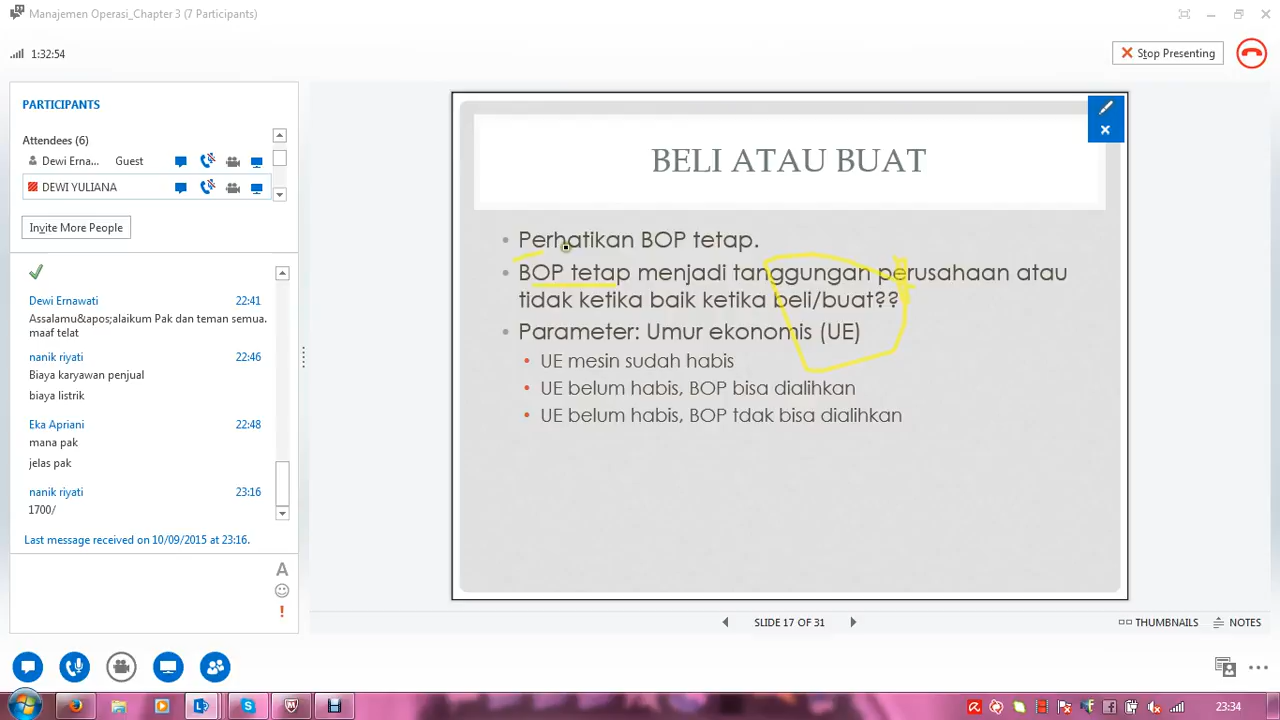 Manajemen Operasi_Chapter 3 (7 Participants)
1:32:54
Stop Presenting
PARTICIPANTS
Attendees (6)
Dewi Erna... Guest
DEWI YULIANA
Invite More People
Dewi Ernawati 22:41
Assalamu&apos;alaikum Pak dan teman semua.
maaf telat
nanik riyati 22:46
Biaya karyawan penjual
biaya listrik
Eka Apriani 22:48
mana pak
jelas pak
nanik riyati 23:16
1700/
Last message received on 10/09/2015 at 23:16.
BELI ATAU BUAT
• Perhatikan BOP tetap.
• BOP tetap menjadi tanggungan perusahaan atau
tidak ketika baik ketika beli/buat??
• Parameter: Umur ekonomis (UE)
• UE mesin sudah habis
• UE belum habis, BOP bisa dialihkan
• UE belum habis, BOP tdak bisa dialihkan
SLIDE 17 OF 31
THUMBNAILS
NOTES
23:34